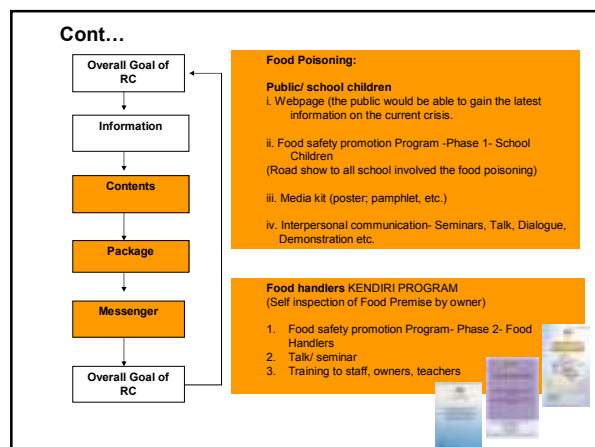 Cont…
Overall Goal of
RC
Information
Contents
Package
Messenger
Overall Goal of
RC
Food Poisoning:
Public/ school children
i. Webpage (the public would be able to gain the latest
information on the current crisis.
ii. Food safety promotion Program -Phase 1- School
Children
(Road show to all school involved the food poisoning)
iii. Media kit (poster; pamphlet, etc.)
iv. Interpersonal communication- Seminars, Talk, Dialogue,
Demonstration etc.
Food handlers KENDIRI PROGRAM
(Self inspection of Food Premise by owner)
1. Food safety promotion Program- Phase 2- Food
Handlers
2. Talk/ seminar
3. Training to staff, owners, teachers